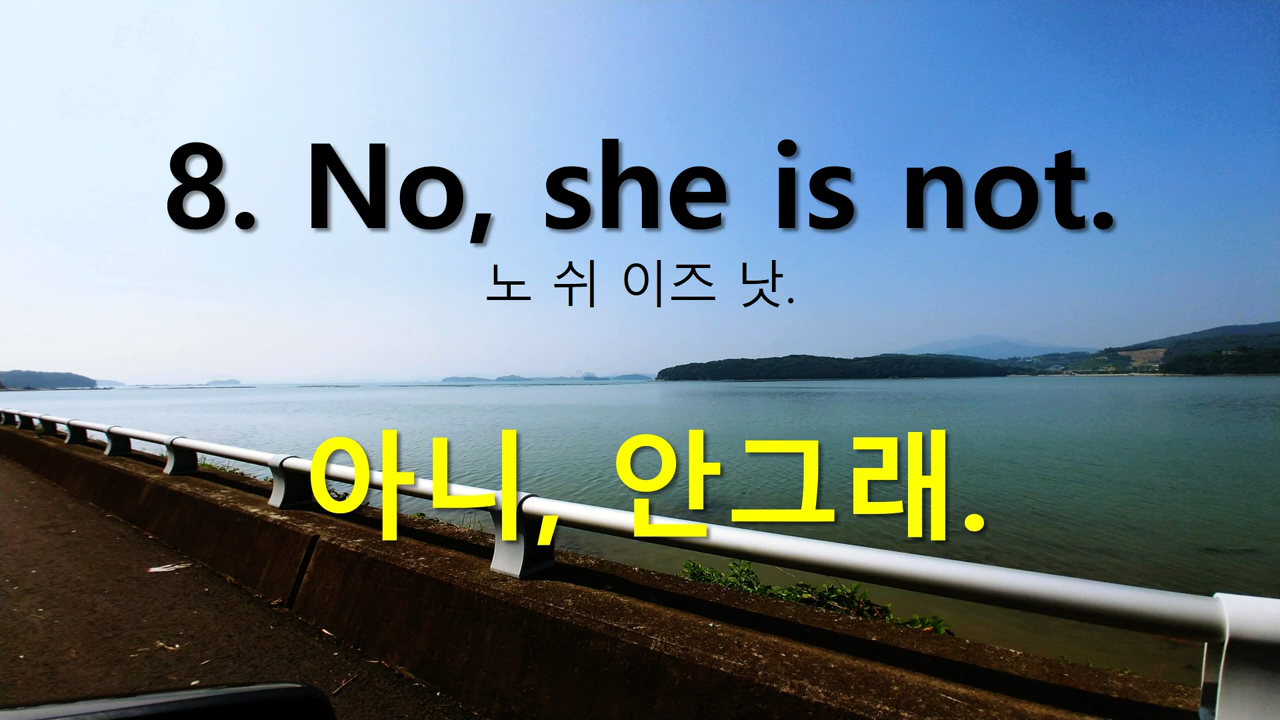 8. No, she is not.
노 쉬 이즈 낫.
아니, 안그래.